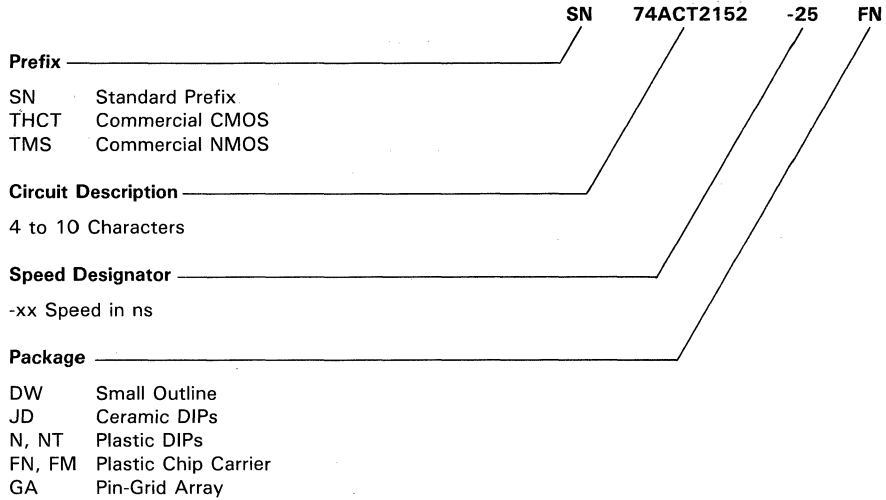 SN 74ACT2152 -25 FN
Prefix
SN Standard Prefix
THCT Commercial CMOS
TMS Commercial NMOS
Circuit Description
4 to 10 Characters
Speed Designator
-xx Speed in ns
Package
DW Small Outline
JD Ceramic DIPs
N, NT Plastic DIPs
FN, FM Plastic Chip Carrier
GA Pin-Grid Array